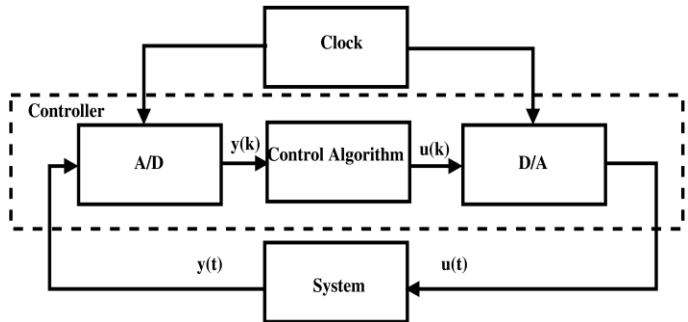 Clock
Controller
A/D
y(k)
Control Algorithm
u(k)
D/A
y(t)
System
u(t)